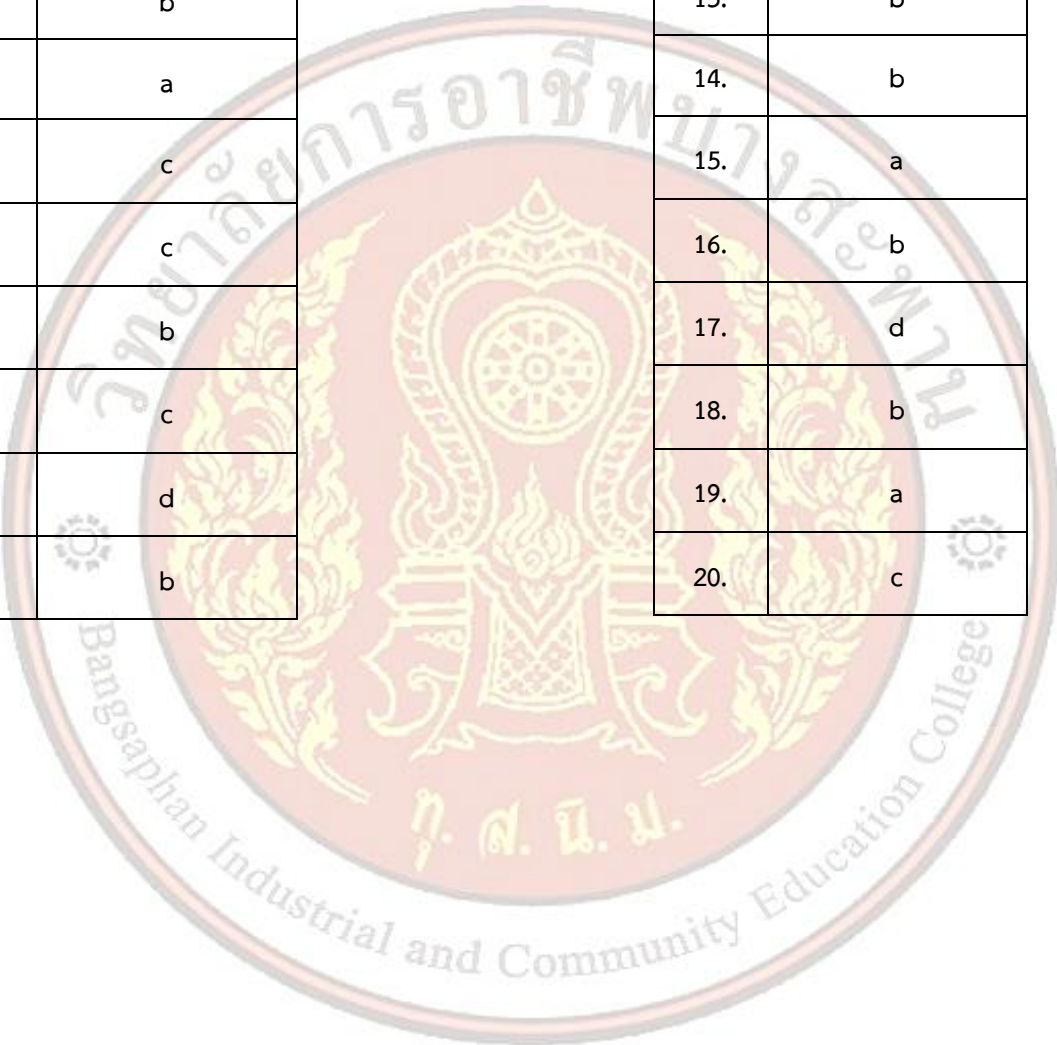 b
a
c
c
b
c
d
b
13. b
14. b
15. a
16. b
17. d
18. b
19. a
20. c
วิทยาลัยการอาชีพบางสะพาน
ทุ. ส. นิ. ม.
Bangsaphan Industrial and Community Education College